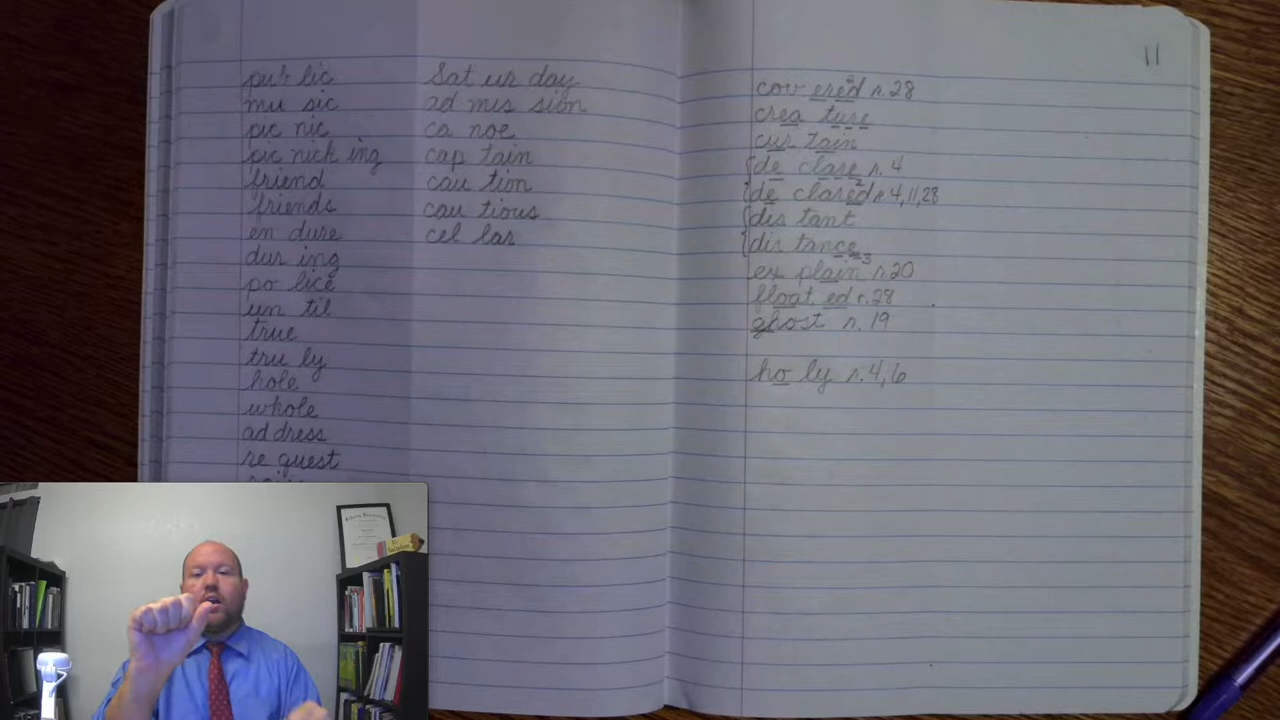 pub lic
mu sic
pic nic
pic nick ing
friend
friends
en dure
dur ing
po lice
un til
true
tru ly
hole
whole
ad dress
re quest
Sat ur day
ad mis sion
ca noe
cap tain
cau tion
cau tious
cel lar
11
cov ered² r. 28
crea ture
cur tain
de clare r. 4
de clared² r. 4, 11, 28
dis tant
dis tance₃
ex plain r. 20
float ed r. 28
ghost r. 19
ho ly r. 4, 6